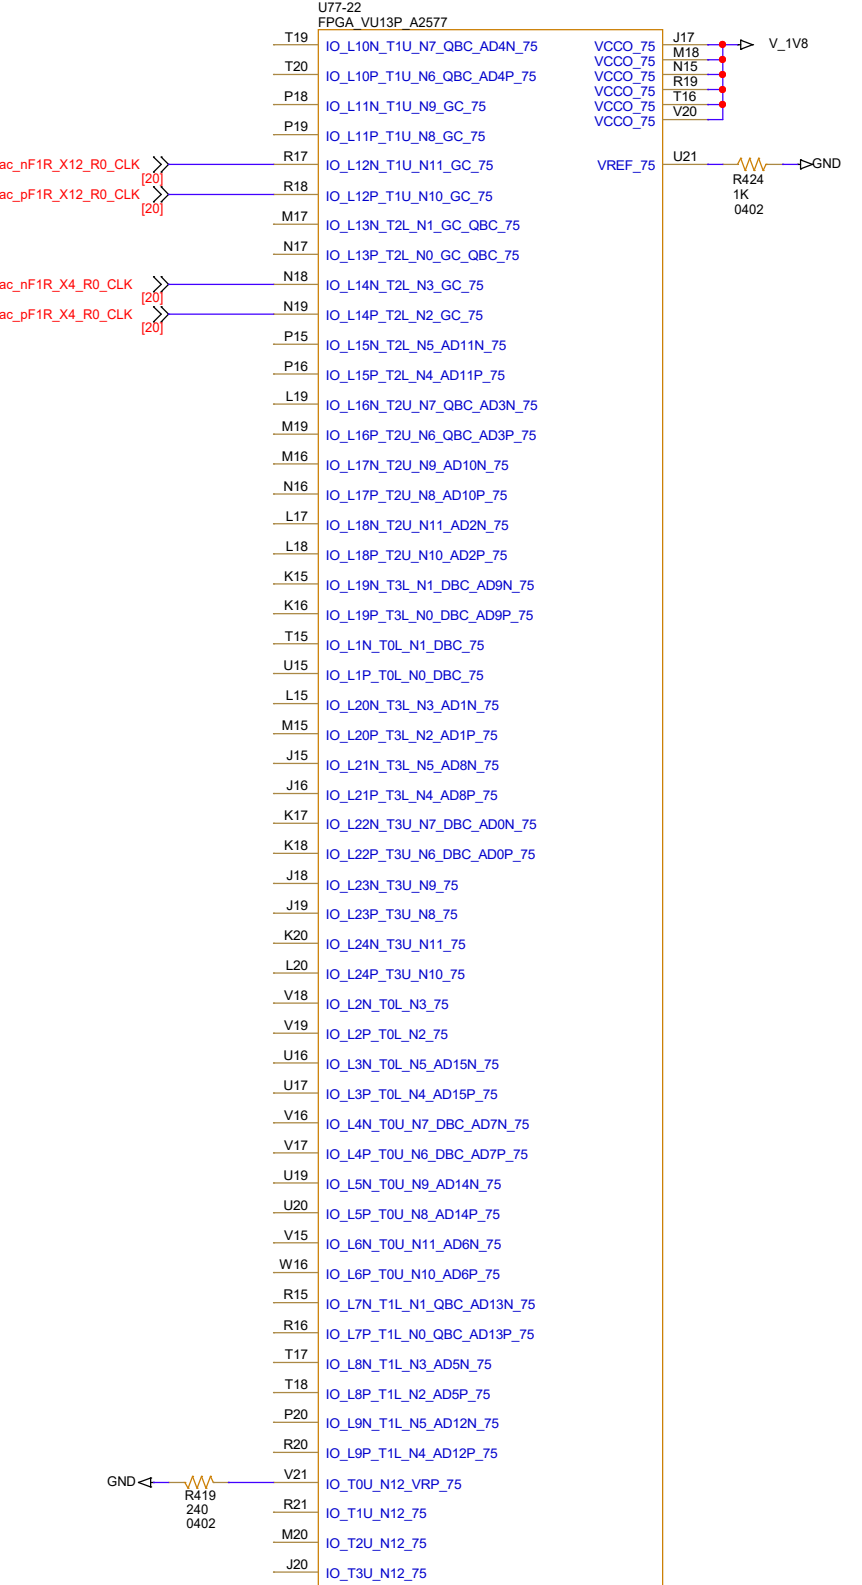 U77-22
FPGA_VU13P_A2577
T19 IO_L10N_T1U_N7_QBC_AD4N_75 VCCO_75 J17 V_1V8
VCCO_75 M18
T20 IO_L10P_T1U_N6_QBC_AD4P_75 VCCO_75 N15
VCCO_75 R19
P18 IO_L11N_T1U_N9_GC_75 VCCO_75 T16
VCCO_75 V20
P19 IO_L11P_T1U_N8_GC_75
ac_nF1R_X12_R0_CLK [20] R17 IO_L12N_T1U_N11_GC_75 VREF_75 U21 GND
R424
1K
0402
ac_pF1R_X12_R0_CLK [20] R18 IO_L12P_T1U_N10_GC_75
M17 IO_L13N_T2L_N1_GC_QBC_75
N17 IO_L13P_T2L_N0_GC_QBC_75
ac_nF1R_X4_R0_CLK [20] N18 IO_L14N_T2L_N3_GC_75
ac_pF1R_X4_R0_CLK [20] N19 IO_L14P_T2L_N2_GC_75
P15 IO_L15N_T2L_N5_AD11N_75
P16 IO_L15P_T2L_N4_AD11P_75
L19 IO_L16N_T2U_N7_QBC_AD3N_75
M19 IO_L16P_T2U_N6_QBC_AD3P_75
M16 IO_L17N_T2U_N9_AD10N_75
N16 IO_L17P_T2U_N8_AD10P_75
L17 IO_L18N_T2U_N11_AD2N_75
L18 IO_L18P_T2U_N10_AD2P_75
K15 IO_L19N_T3L_N1_DBC_AD9N_75
K16 IO_L19P_T3L_N0_DBC_AD9P_75
T15 IO_L1N_T0L_N1_DBC_75
U15 IO_L1P_T0L_N0_DBC_75
L15 IO_L20N_T3L_N3_AD1N_75
M15 IO_L20P_T3L_N2_AD1P_75
J15 IO_L21N_T3L_N5_AD8N_75
J16 IO_L21P_T3L_N4_AD8P_75
K17 IO_L22N_T3U_N7_DBC_AD0N_75
K18 IO_L22P_T3U_N6_DBC_AD0P_75
J18 IO_L23N_T3U_N9_75
J19 IO_L23P_T3U_N8_75
K20 IO_L24N_T3U_N11_75
L20 IO_L24P_T3U_N10_75
V18 IO_L2N_T0L_N3_75
V19 IO_L2P_T0L_N2_75
U16 IO_L3N_T0L_N5_AD15N_75
U17 IO_L3P_T0L_N4_AD15P_75
V16 IO_L4N_T0U_N7_DBC_AD7N_75
V17 IO_L4P_T0U_N6_DBC_AD7P_75
U19 IO_L5N_T0U_N9_AD14N_75
U20 IO_L5P_T0U_N8_AD14P_75
V15 IO_L6N_T0U_N11_AD6N_75
W16 IO_L6P_T0U_N10_AD6P_75
R15 IO_L7N_T1L_N1_QBC_AD13N_75
R16 IO_L7P_T1L_N0_QBC_AD13P_75
T17 IO_L8N_T1L_N3_AD5N_75
T18 IO_L8P_T1L_N2_AD5P_75
P20 IO_L9N_T1L_N5_AD12N_75
R20 IO_L9P_T1L_N4_AD12P_75
GND V21 IO_T0U_N12_VRP_75
R419
240
0402
R21 IO_T1U_N12_75
M20 IO_T2U_N12_75
J20 IO_T3U_N12_75